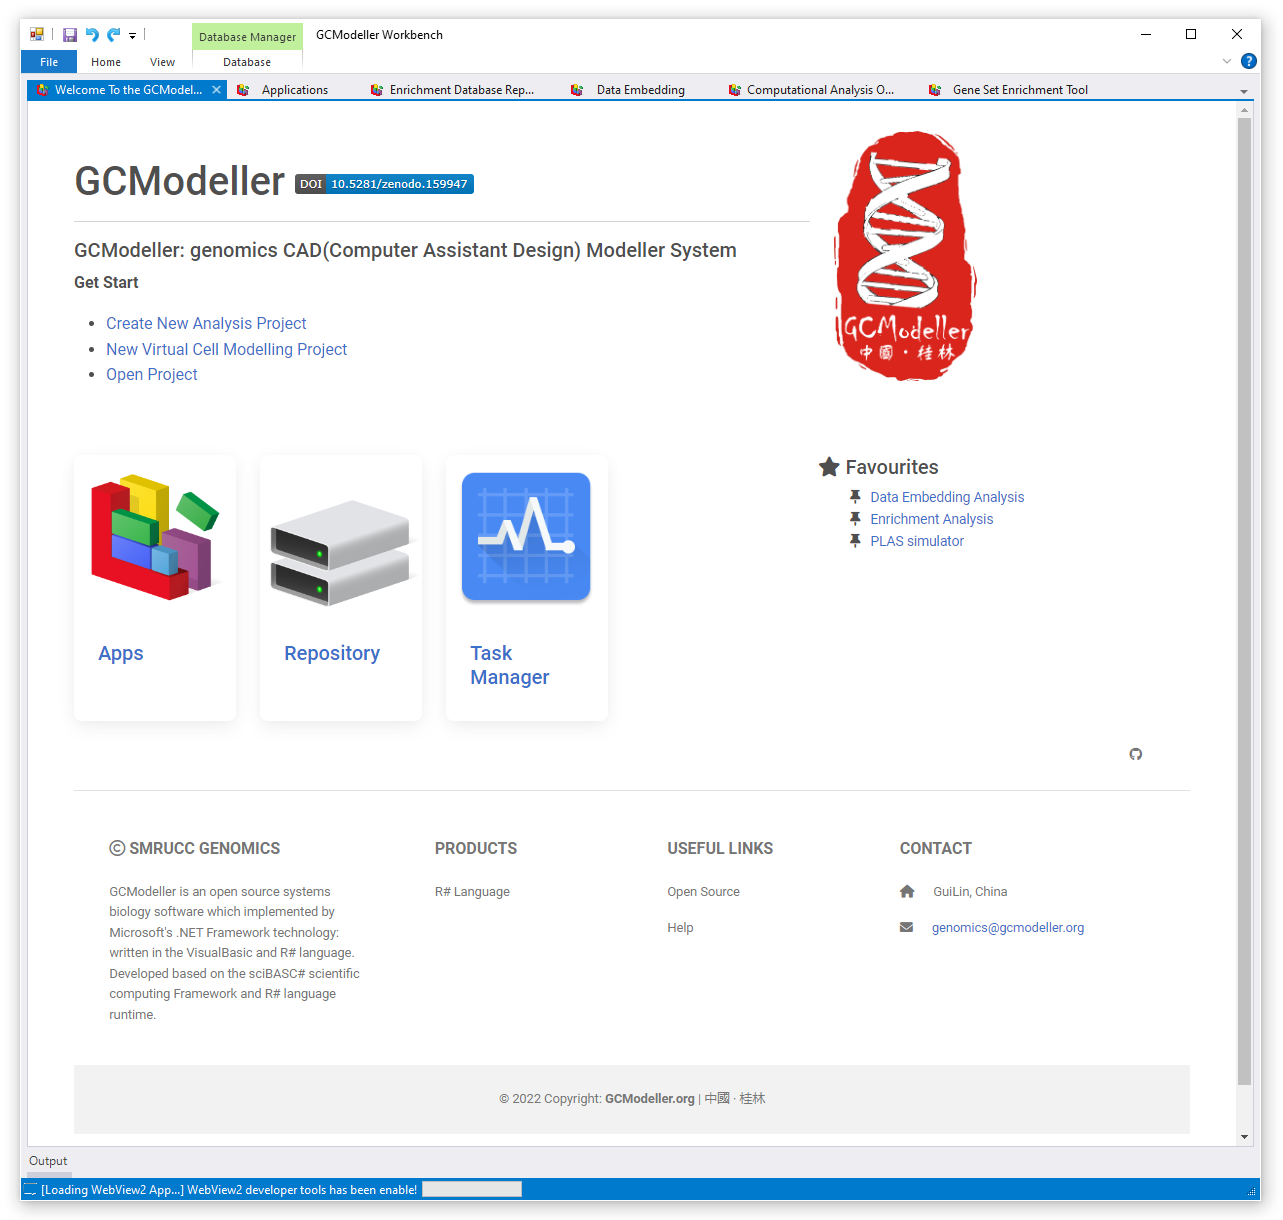 Database Manager
GCModeller Workbench
File
Home
View
Database
Welcome To the GCModel...
Applications
Enrichment Database Rep...
Data Embedding
Computational Analysis O...
Gene Set Enrichment Tool
GCModeller
DOI 10.5281/zenodo.159947
GCModeller: genomics CAD(Computer Assistant Design) Modeller System
Get Start
Create New Analysis Project
New Virtual Cell Modelling Project
Open Project
GCModeller
中國·桂林
Apps
Repository
Task
Manager
Favourites
Data Embedding Analysis
Enrichment Analysis
PLAS simulator
© SMRUCC GENOMICS
GCModeller is an open source systems
biology software which implemented by
Microsoft's .NET Framework technology:
written in the VisualBasic and R# language.
Developed based on the sciBASC# scientific
computing Framework and R# language
runtime.
PRODUCTS
R# Language
USEFUL LINKS
Open Source
Help
CONTACT
GuiLin, China
genomics@gcmodeller.org
© 2022 Copyright: GCModeller.org | 中國 · 桂林
Output
[Loading WebView2 App...] WebView2 developer tools has been enable!